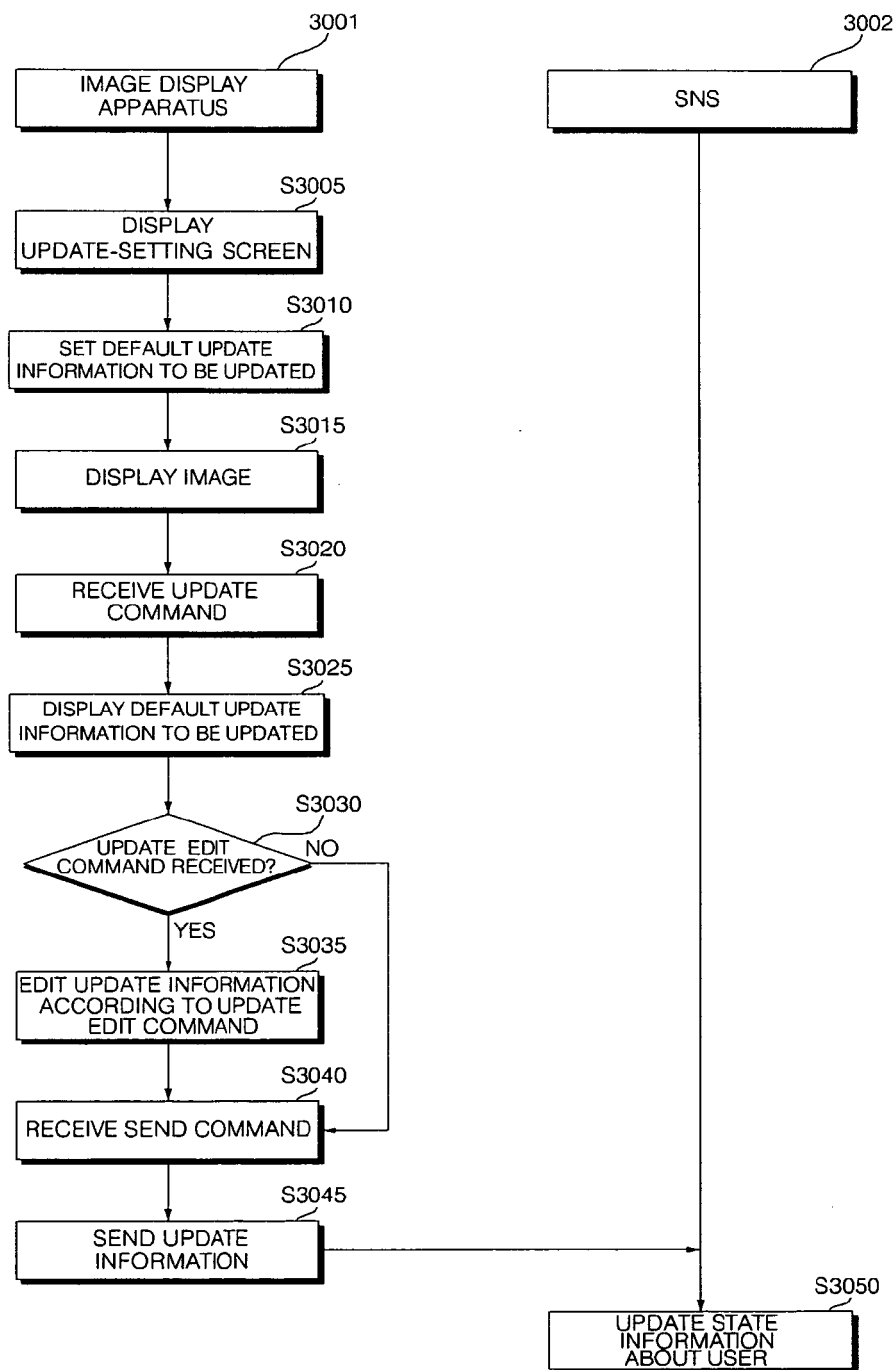 3001
IMAGE DISPLAY
APPARATUS
3002
SNS
S3005
DISPLAY
UPDATE-SETTING SCREEN
S3010
SET DEFAULT UPDATE
INFORMATION TO BE UPDATED
S3015
DISPLAY IMAGE
S3020
RECEIVE UPDATE
COMMAND
S3025
DISPLAY DEFAULT UPDATE
INFORMATION TO BE UPDATED
S3030
UPDATE EDIT
COMMAND RECEIVED?
NO
YES
S3035
EDIT UPDATE INFORMATION
ACCORDING TO UPDATE
EDIT COMMAND
S3040
RECEIVE SEND COMMAND
S3045
SEND UPDATE
INFORMATION
S3050
UPDATE STATE
INFORMATION
ABOUT USER